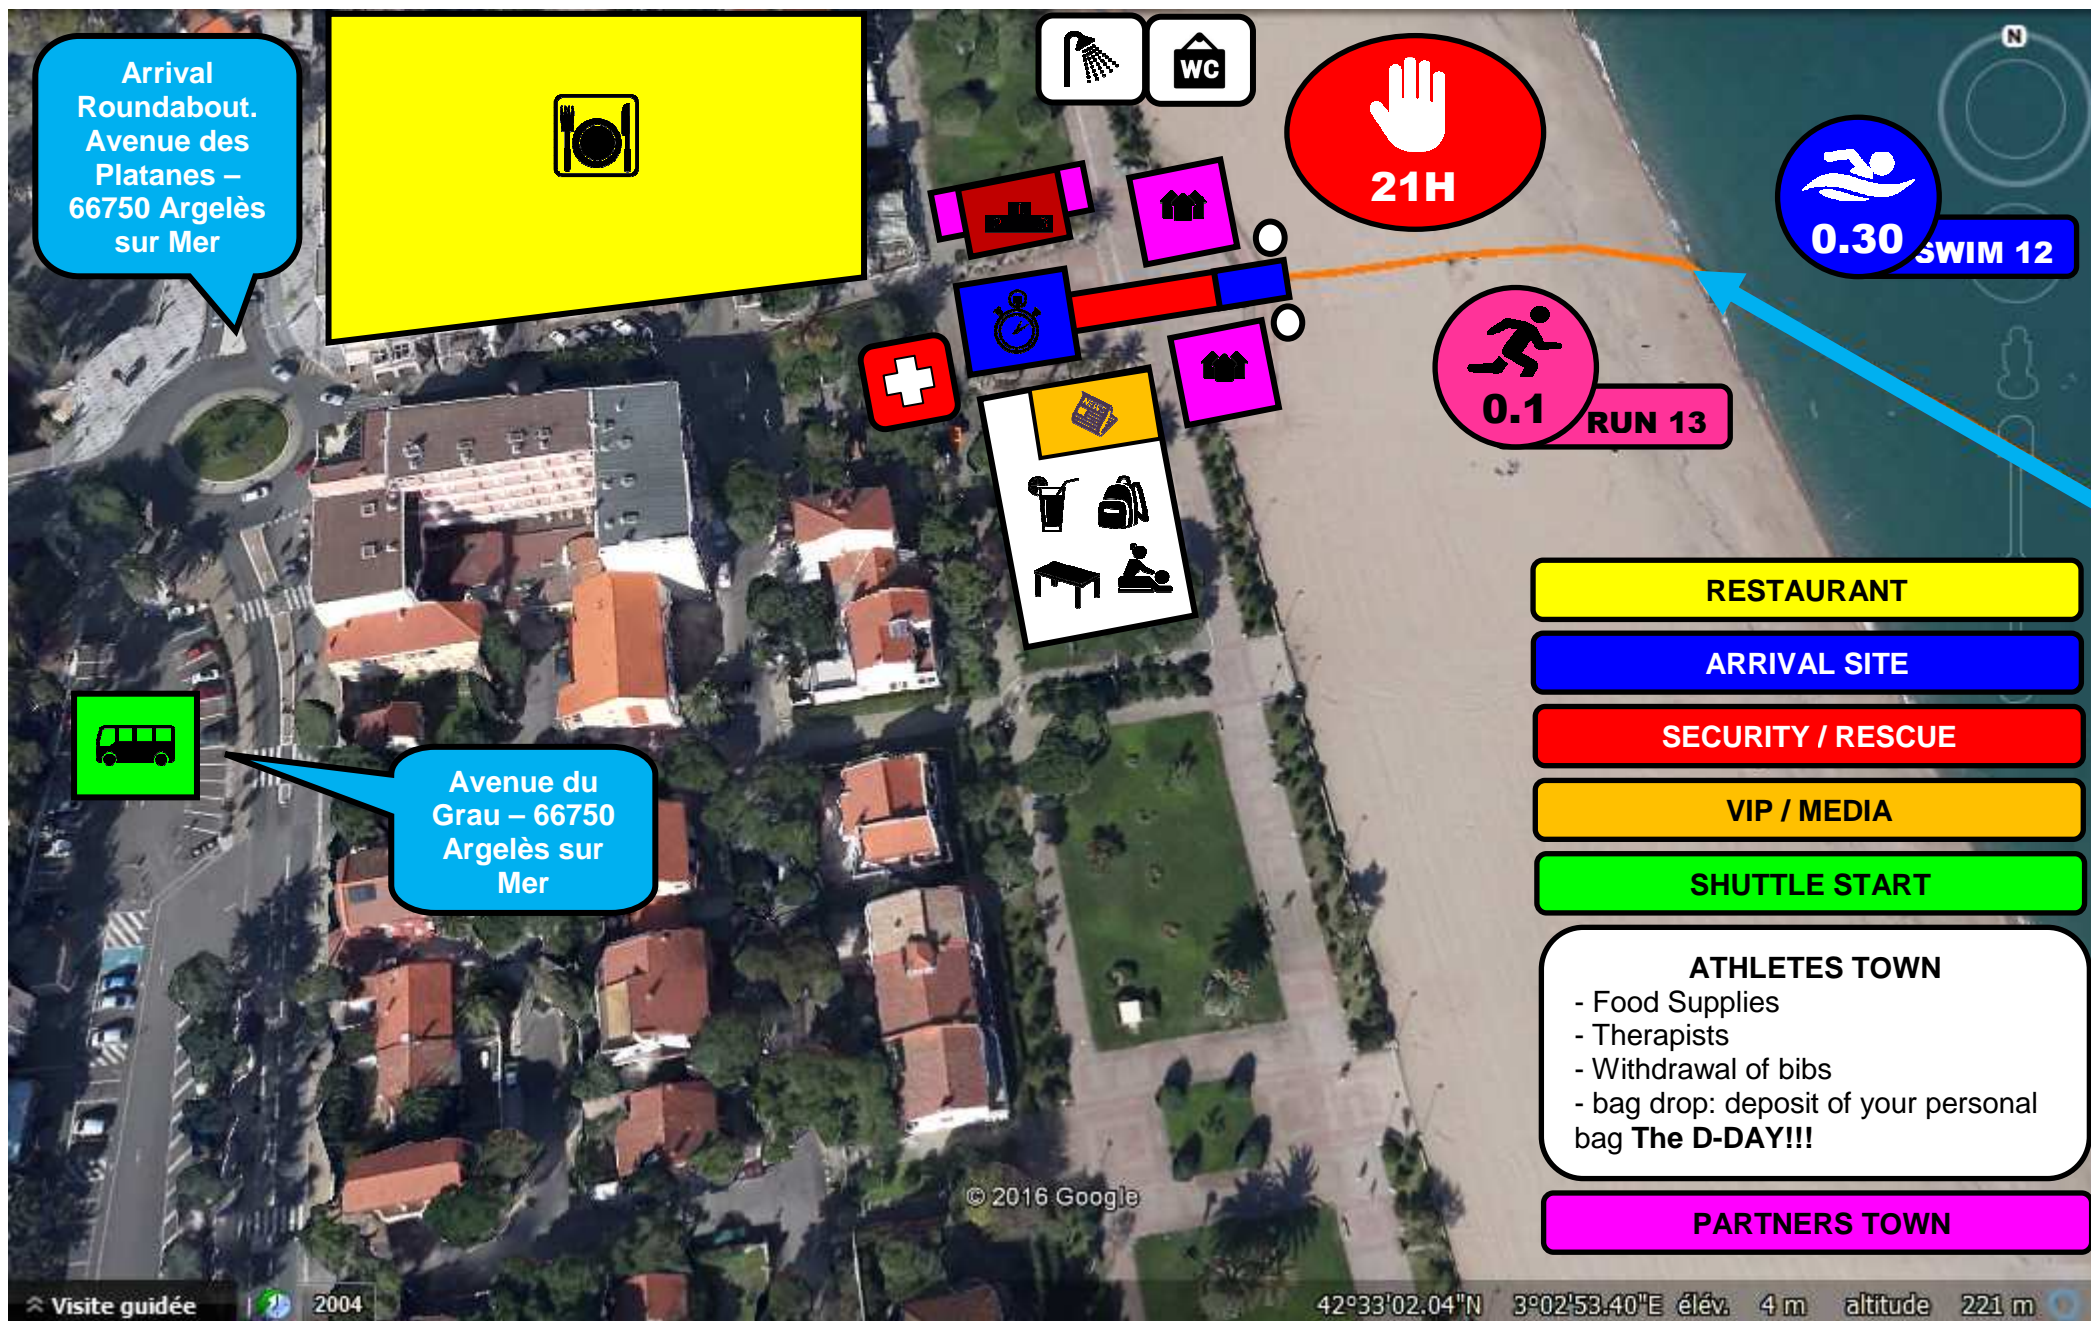 Arrival
Roundabout.
Avenue des
Platanes –
66750 Argelès
sur Mer
WC
21H
N
0.30
SWIM 12
0.1
RUN 13
NEWS
RESTAURANT
ARRIVAL SITE
SECURITY / RESCUE
VIP / MEDIA
SHUTTLE START
Avenue du
Grau – 66750
Argelès sur
Mer
ATHLETES TOWN
- Food Supplies
- Therapists
- Withdrawal of bibs
- bag drop: deposit of your personal
bag The D-DAY!!!
PARTNERS TOWN
© 2016 Google
Visite guidée
2004
42°33'02.04"N 3°02'53.40"E élév. 4 m altitude 221 m